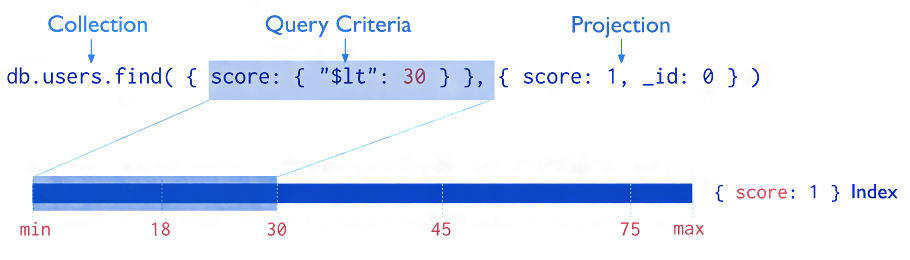 Collection Query Criteria Projection
db.users.find( { score: { "$lt": 30 } }, { score: 1, _id: 0 } )
{ score: 1 } Index
min 18 30 45 75 max